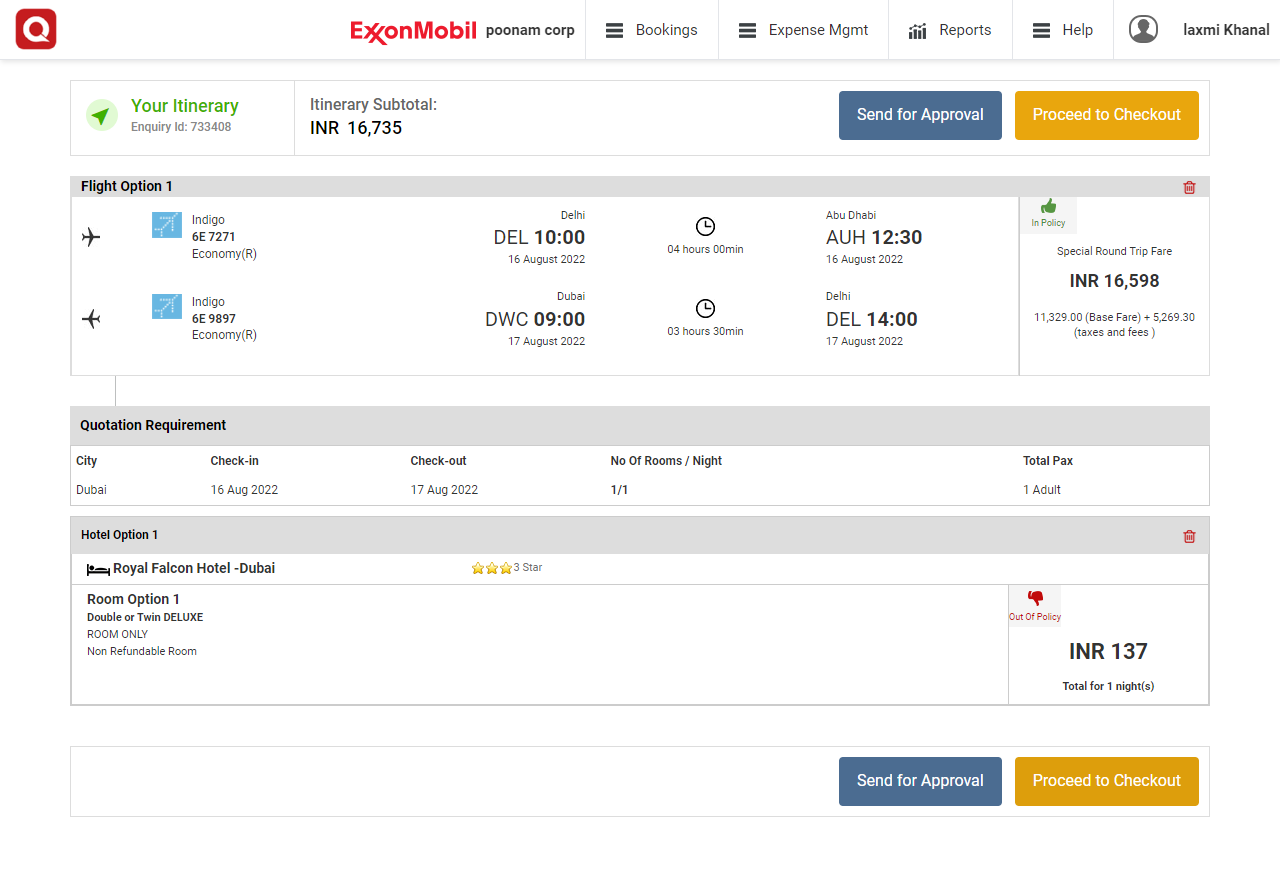 Q
ExxonMobil poonam corp Bookings Expense Mgmt Reports Help laxmi Khanal
Your Itinerary
Enquiry Id: 733408
Itinerary Subtotal:
INR 16,735
Send for Approval Proceed to Checkout
Flight Option 1
Indigo
6E 7271
Economy(R)
Delhi
DEL 10:00
16 August 2022
04 hours 00min
Abu Dhabi
AUH 12:30
16 August 2022
Indigo
6E 9897
Economy(R)
Dubai
DWC 09:00
17 August 2022
03 hours 30min
Delhi
DEL 14:00
17 August 2022
In Policy
Special Round Trip Fare
INR 16,598
11,329.00 (Base Fare) + 5,269.30
(taxes and fees )
Quotation Requirement
City Check-in Check-out No Of Rooms / Night Total Pax
Dubai 16 Aug 2022 17 Aug 2022 1/1 1 Adult
Hotel Option 1
Royal Falcon Hotel -Dubai 3 Star
Room Option 1
Double or Twin DELUXE
ROOM ONLY
Non Refundable Room
Out Of Policy
INR 137
Total for 1 night(s)
Send for Approval Proceed to Checkout